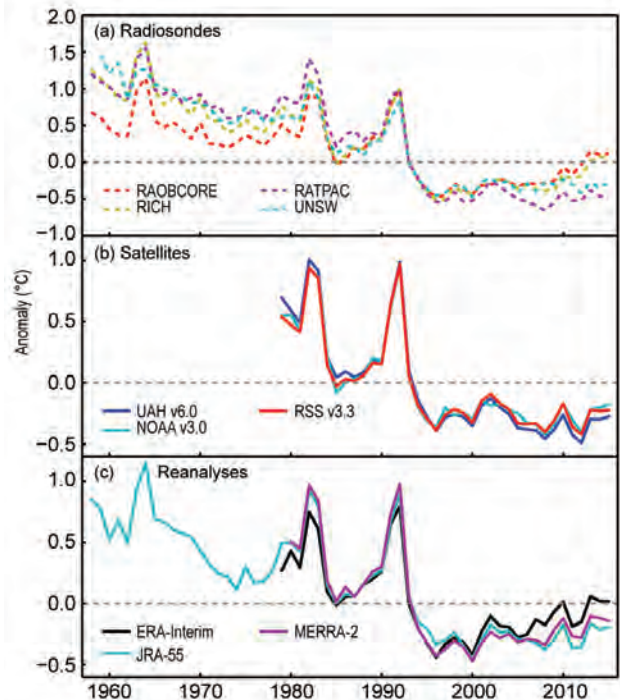 (a) Radiosondes
2.0
1.5
1.0
0.5
0.0
−0.5
−1.0
RAOBCORE
RATPAC
RICH
UNSW
(b) Satellites
1.0
0.5
0.0
−0.5
UAH v6.0
RSS v3.3
NOAA v3.0
Anomaly (°C)
(c) Reanalyses
1.0
0.5
0.0
−0.5
ERA-Interim
MERRA-2
JRA-55
1960 1970 1980 1990 2000 2010